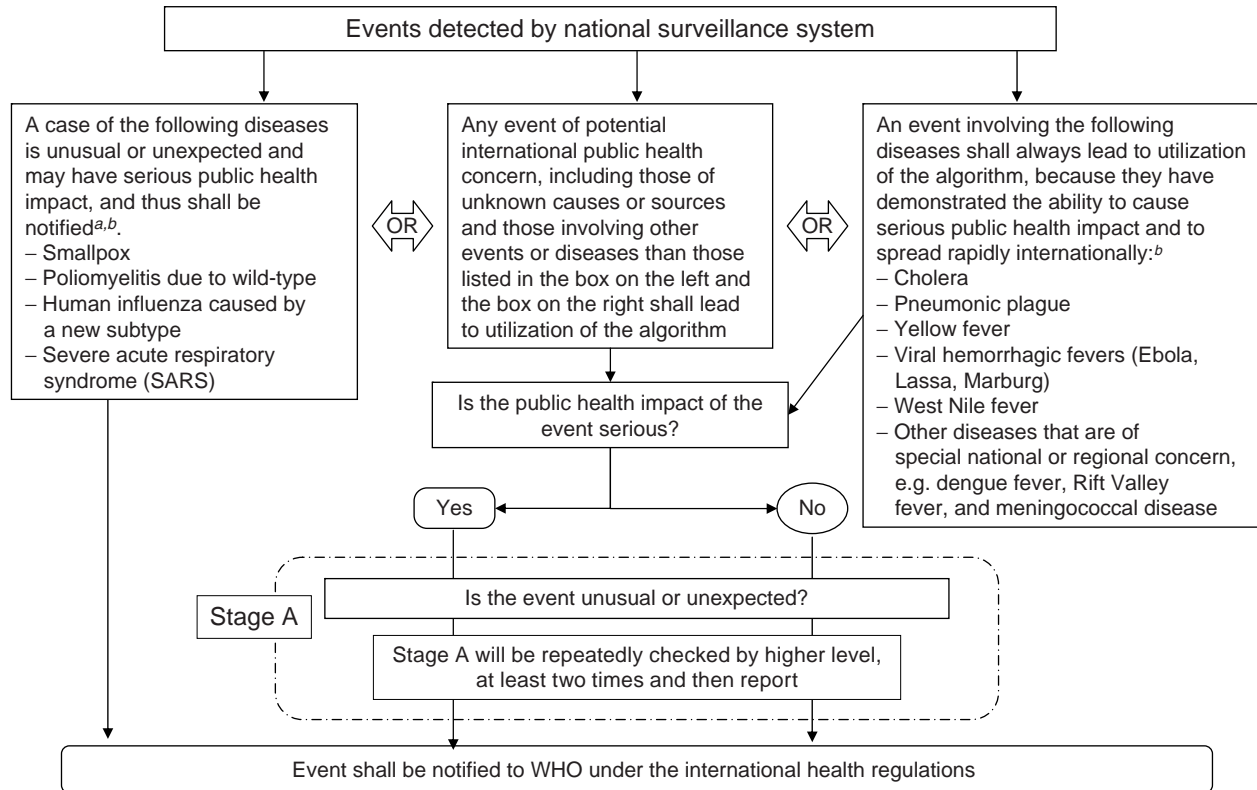 Events detected by national surveillance system
A case of the following diseases
is unusual or unexpected and
may have serious public health
impact, and thus shall be
notifiedᵃ,ᵇ.
– Smallpox
– Poliomyelitis due to wild-type
– Human influenza caused by
a new subtype
– Severe acute respiratory
syndrome (SARS)
OR
Any event of potential
international public health
concern, including those of
unknown causes or sources
and those involving other
events or diseases than those
listed in the box on the left and
the box on the right shall lead
to utilization of the algorithm
OR
An event involving the following
diseases shall always lead to utilization
of the algorithm, because they have
demonstrated the ability to cause
serious public health impact and to
spread rapidly internationally:ᵇ
– Cholera
– Pneumonic plague
– Yellow fever
– Viral hemorrhagic fevers (Ebola,
Lassa, Marburg)
– West Nile fever
– Other diseases that are of
special national or regional concern,
e.g. dengue fever, Rift Valley
fever, and meningococcal disease
Is the public health impact of the
event serious?
Yes
No
Stage A
Is the event unusual or unexpected?
Stage A will be repeatedly checked by higher level,
at least two times and then report
Event shall be notified to WHO under the international health regulations